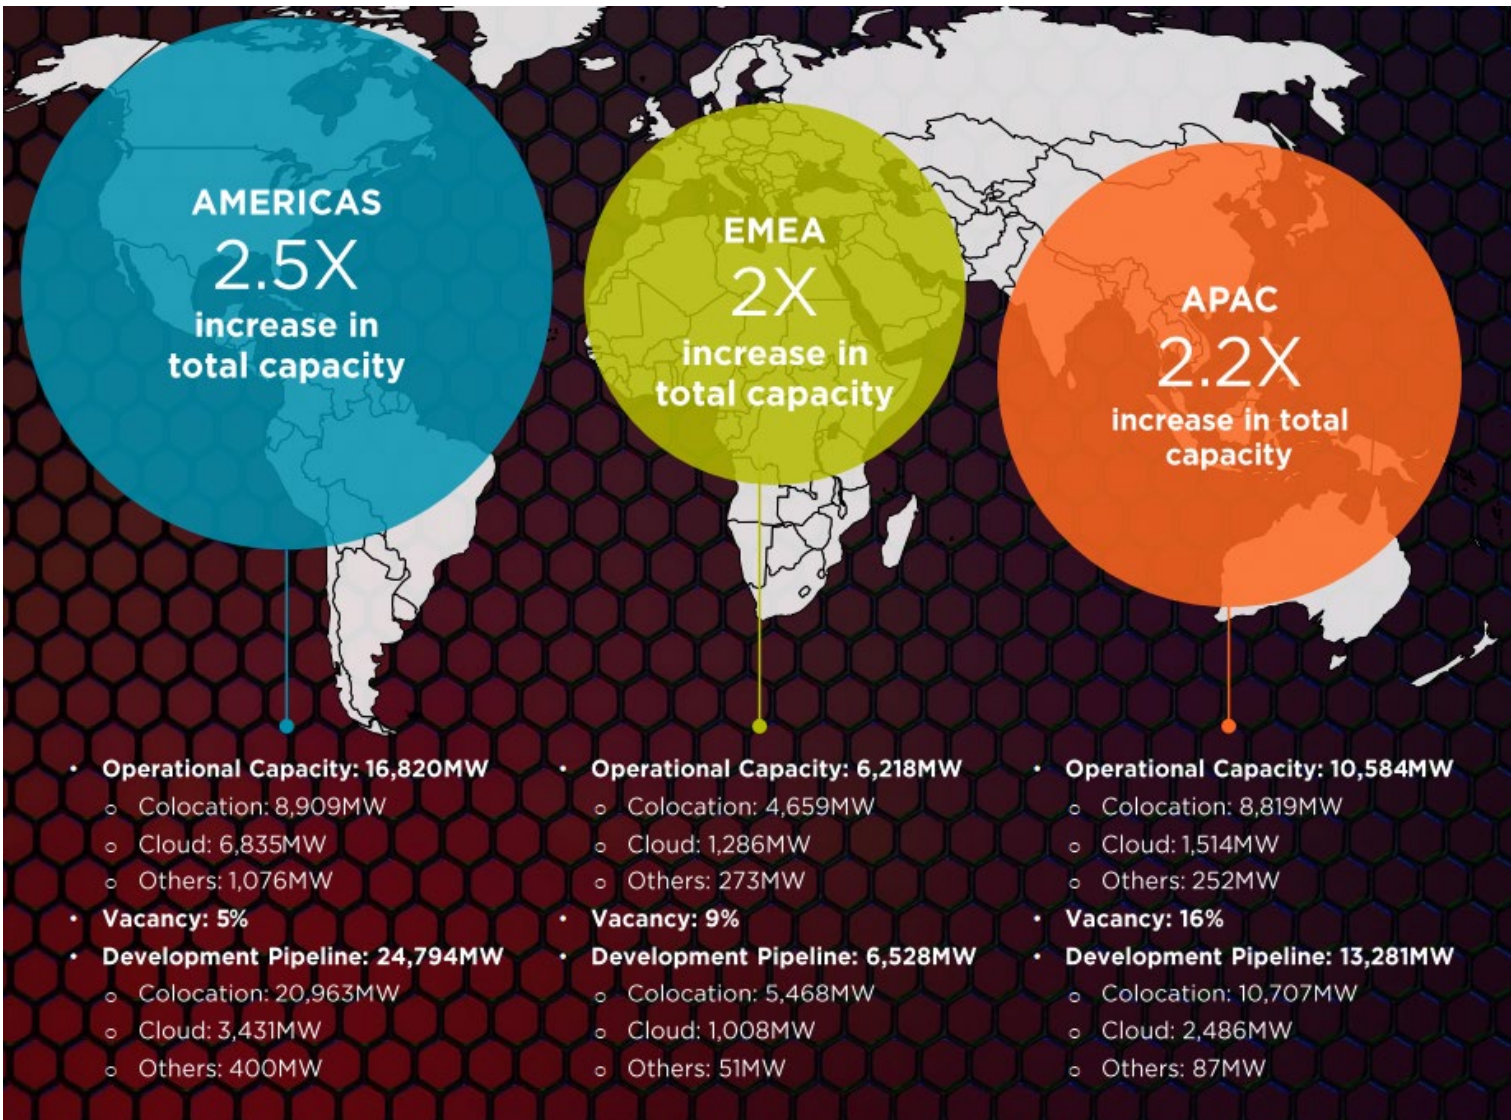 AMERICAS
2.5X
increase in
total capacity
EMEA
2X
increase in
total capacity
APAC
2.2X
increase in total
capacity
• Operational Capacity: 16,820MW
o Colocation: 8,909MW
o Cloud: 6,835MW
o Others: 1,076MW
• Vacancy: 5%
• Development Pipeline: 24,794MW
o Colocation: 20,963MW
o Cloud: 3,431MW
o Others: 400MW
• Operational Capacity: 6,218MW
o Colocation: 4,659MW
o Cloud: 1,286MW
o Others: 273MW
• Vacancy: 9%
• Development Pipeline: 6,528MW
o Colocation: 5,468MW
o Cloud: 1,008MW
o Others: 51MW
• Operational Capacity: 10,584MW
o Colocation: 8,819MW
o Cloud: 1,514MW
o Others: 252MW
• Vacancy: 16%
• Development Pipeline: 13,281MW
o Colocation: 10,707MW
o Cloud: 2,486MW
o Others: 87MW